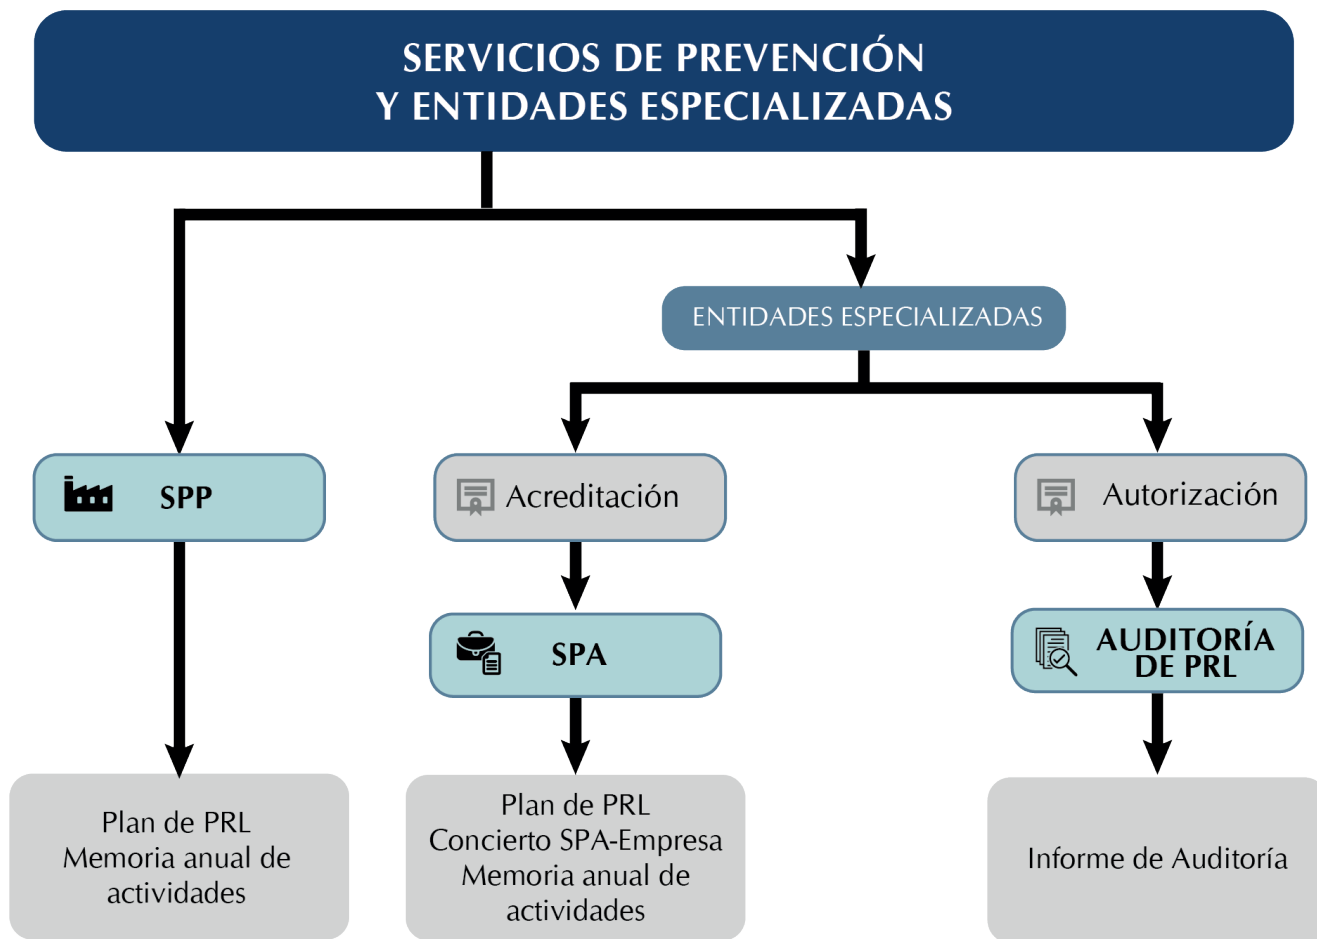 SERVICIOS DE PREVENCIÓN
Y ENTIDADES ESPECIALIZADAS
ENTIDADES ESPECIALIZADAS
SPP
Acreditación
Autorización
SPA
AUDITORÍA
DE PRL
Plan de PRL
Memoria anual de
actividades
Plan de PRL
Concierto SPA-Empresa
Memoria anual de
actividades
Informe de Auditoría